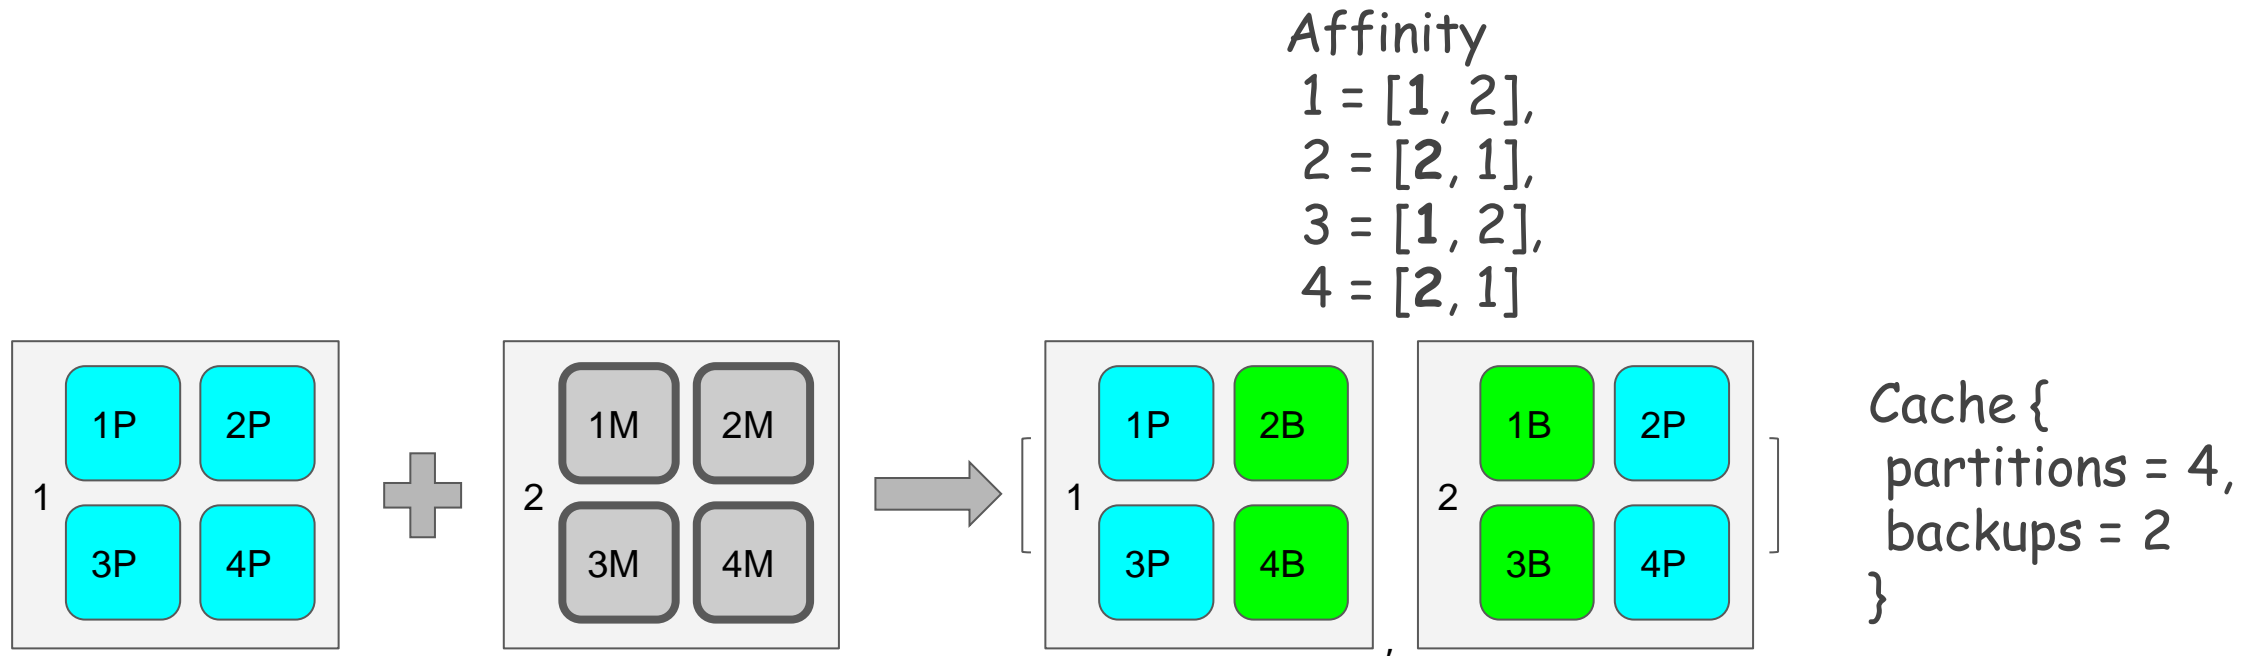 Affinity
1 = [1, 2],
2 = [2, 1],
3 = [1, 2],
4 = [2, 1]
1
1P
2P
3P
4P
2
1M
2M
3M
4M
1
1P
2B
3P
4B
,
2
1B
2P
3B
4P
Cache {
partitions = 4,
backups = 2
}